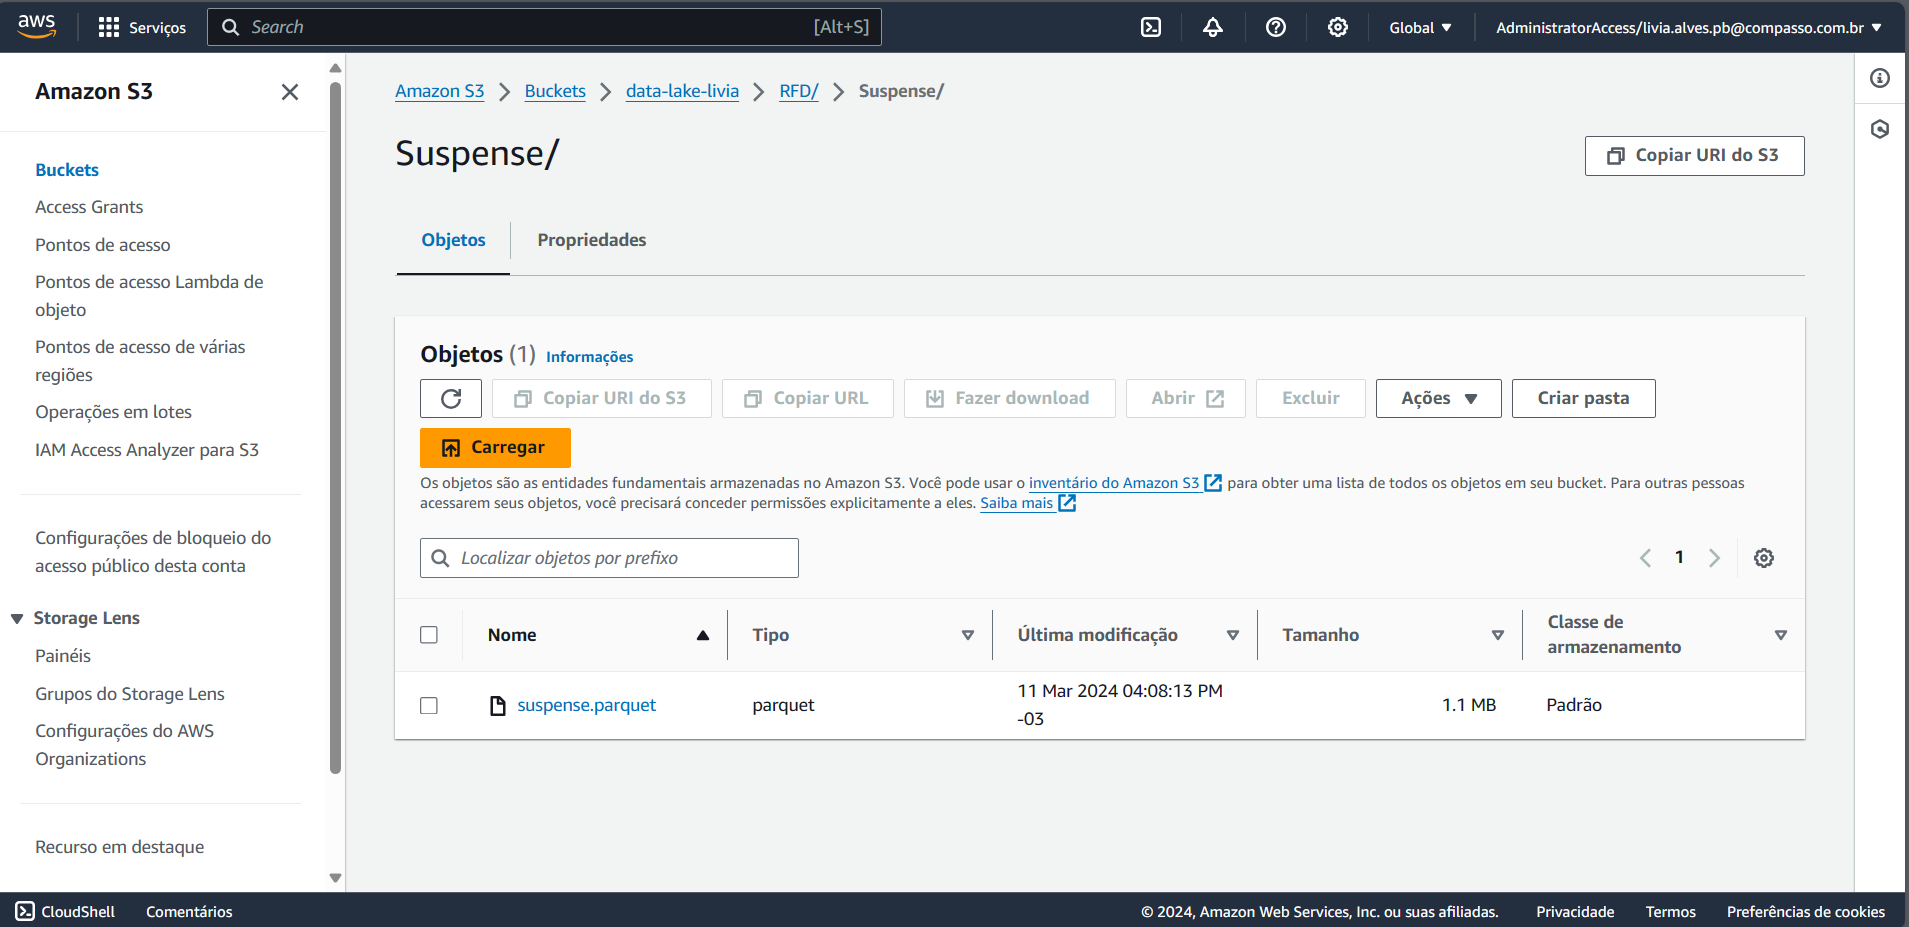 aws
Serviços
Search
[Alt+S]
Global
AdministratorAccess/livia.alves.pb@compasso.com.br
Amazon S3
Buckets
Access Grants
Pontos de acesso
Pontos de acesso Lambda de
objeto
Pontos de acesso de várias
regiões
Operações em lotes
IAM Access Analyzer para S3
Configurações de bloqueio do
acesso público desta conta
Storage Lens
Painéis
Grupos do Storage Lens
Configurações do AWS
Organizations
Recurso em destaque
Amazon S3 > Buckets > data-lake-livia > RFD/ > Suspense/
Suspense/
Copiar URI do S3
Objetos
Propriedades
Objetos (1) Informações
Copiar URI do S3
Copiar URL
Fazer download
Abrir
Excluir
Ações
Criar pasta
Carregar
Os objetos são as entidades fundamentais armazenadas no Amazon S3. Você pode usar o inventário do Amazon S3 para obter uma lista de todos os objetos em seu bucket. Para outras pessoas
acessarem seus objetos, você precisará conceder permissões explicitamente a eles. Saiba mais
Localizar objetos por prefixo
1
Nome
Tipo
Última modificação
Tamanho
Classe de
armazenamento
suspense.parquet
parquet
11 Mar 2024 04:08:13 PM
-03
1.1 MB
Padrão
CloudShell
Comentários
© 2024, Amazon Web Services, Inc. ou suas afiliadas.
Privacidade
Termos
Preferências de cookies